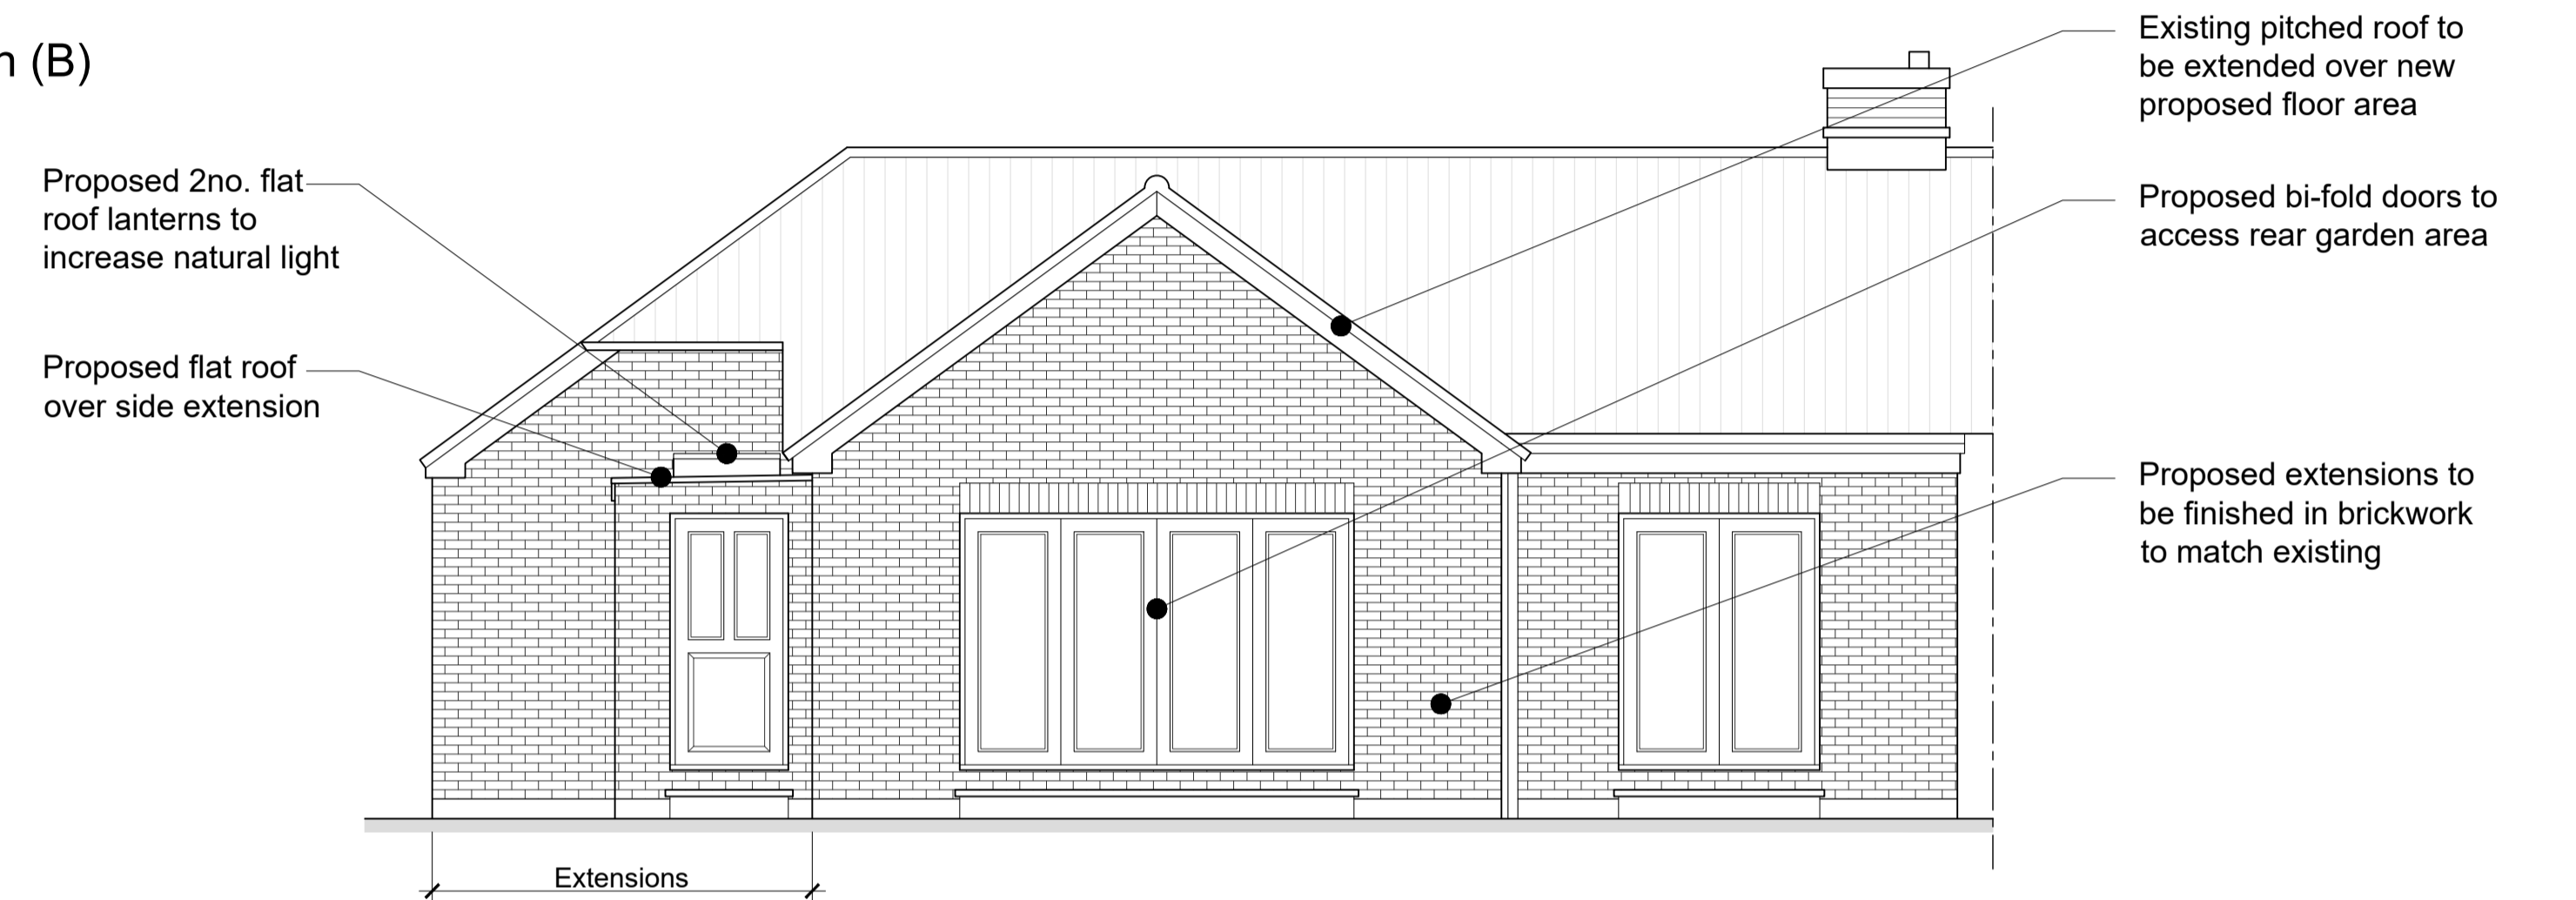 (B)
Existing pitched roof to
be extended over new
proposed floor area
Proposed 2no. flat
roof lanterns to
increase natural light
Proposed bi-fold doors to
access rear garden area
Proposed flat roof
over side extension
Proposed extensions to
be finished in brickwork
to match existing
Extensions